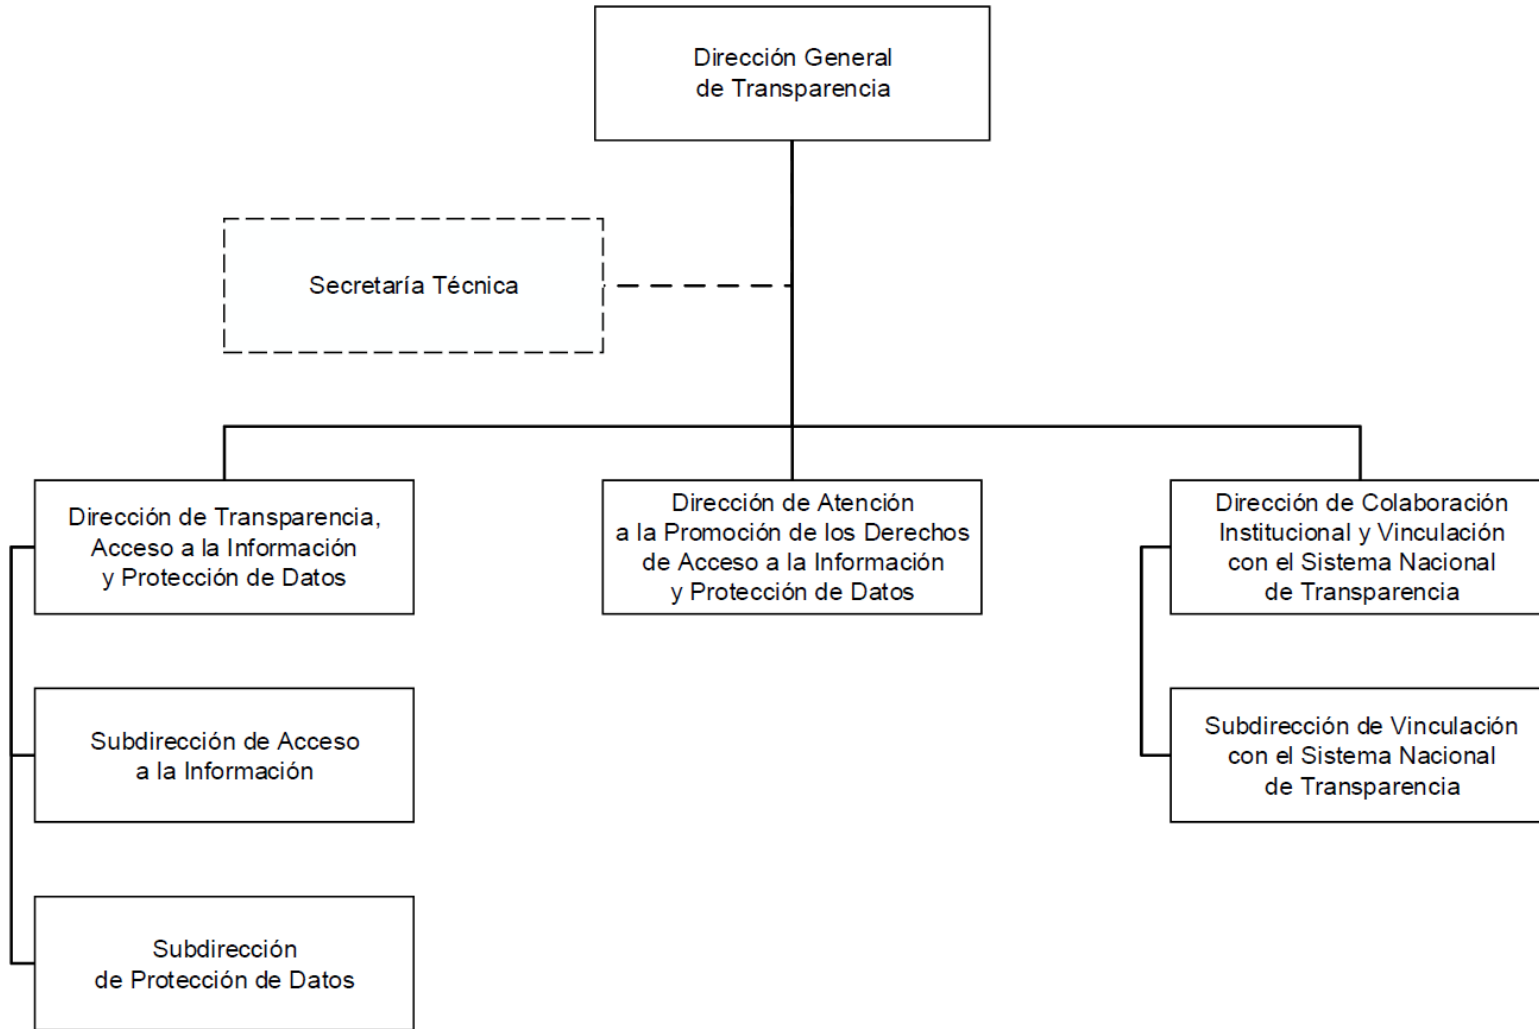 Dirección General
de Transparencia
Secretaría Técnica
Dirección de Transparencia,
Acceso a la Información
y Protección de Datos
Dirección de Atención
a la Promoción de los Derechos
de Acceso a la Información
y Protección de Datos
Dirección de Colaboración
Institucional y Vinculación
con el Sistema Nacional
de Transparencia
Subdirección de Acceso
a la Información
Subdirección de Vinculación
con el Sistema Nacional
de Transparencia
Subdirección
de Protección de Datos